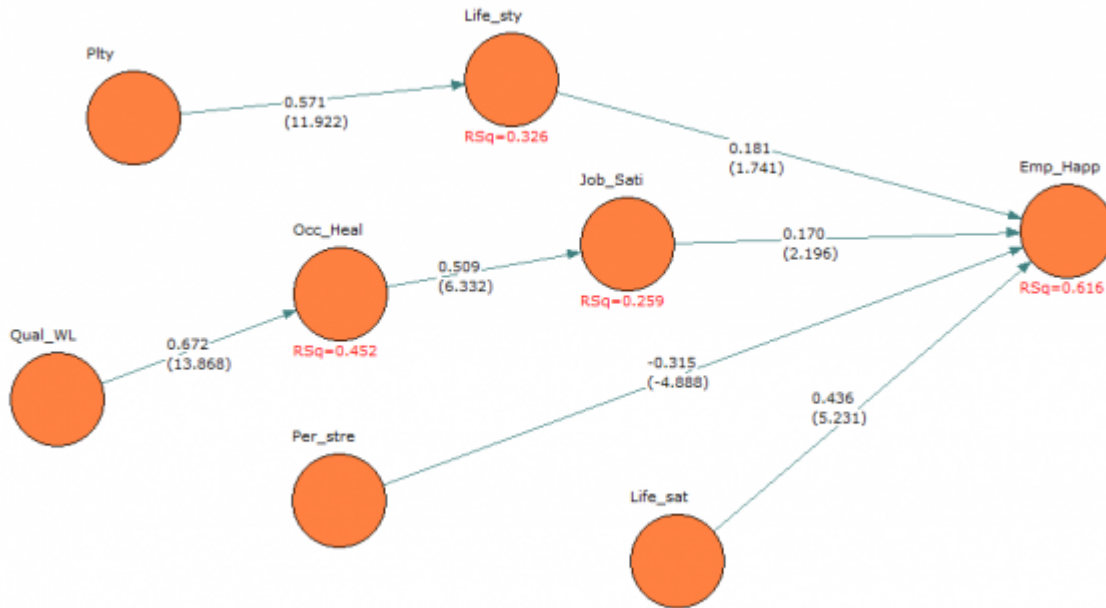 Life_sty
Plty
0.571
(11.922)
RSq=0.326
0.181
(1.741)
Emp_Happ
Job_Sati
Occ_Heal
0.170
(2.196)
0.509
(6.332)
RSq=0.616
RSq=0.259
Qual_WL
0.672
(13.868)
RSq=0.452
-0.315
(-4.888)
0.436
(5.231)
Per_stre
Life_sat